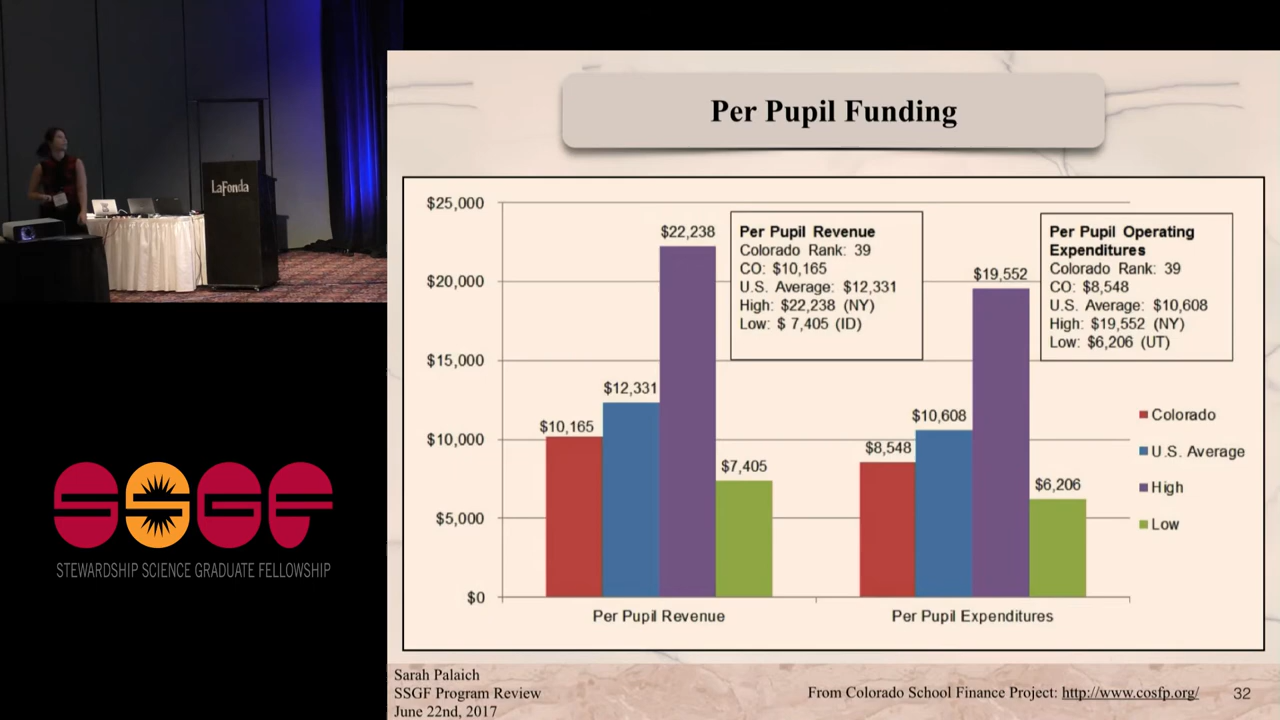 LaFonda
SSGF
STEWARDSHIP SCIENCE GRADUATE FELLOWSHIP
Per Pupil Funding
$25,000
$20,000
$15,000
$10,000
$5,000
$0
$10,165
$12,331
$22,238
$7,405
$8,548
$10,608
$19,552
$6,206
Per Pupil Revenue
Per Pupil Expenditures
Per Pupil Revenue
Colorado Rank: 39
CO: $10,165
U.S. Average: $12,331
High: $22,238 (NY)
Low: $ 7,405 (ID)
Per Pupil Operating
Expenditures
Colorado Rank: 39
CO: $8,548
U.S. Average: $10,608
High: $19,552 (NY)
Low: $6,206 (UT)
Colorado
U.S. Average
High
Low
Sarah Palaich
SSGF Program Review
June 22nd, 2017
From Colorado School Finance Project: http://www.cosfp.org/
32